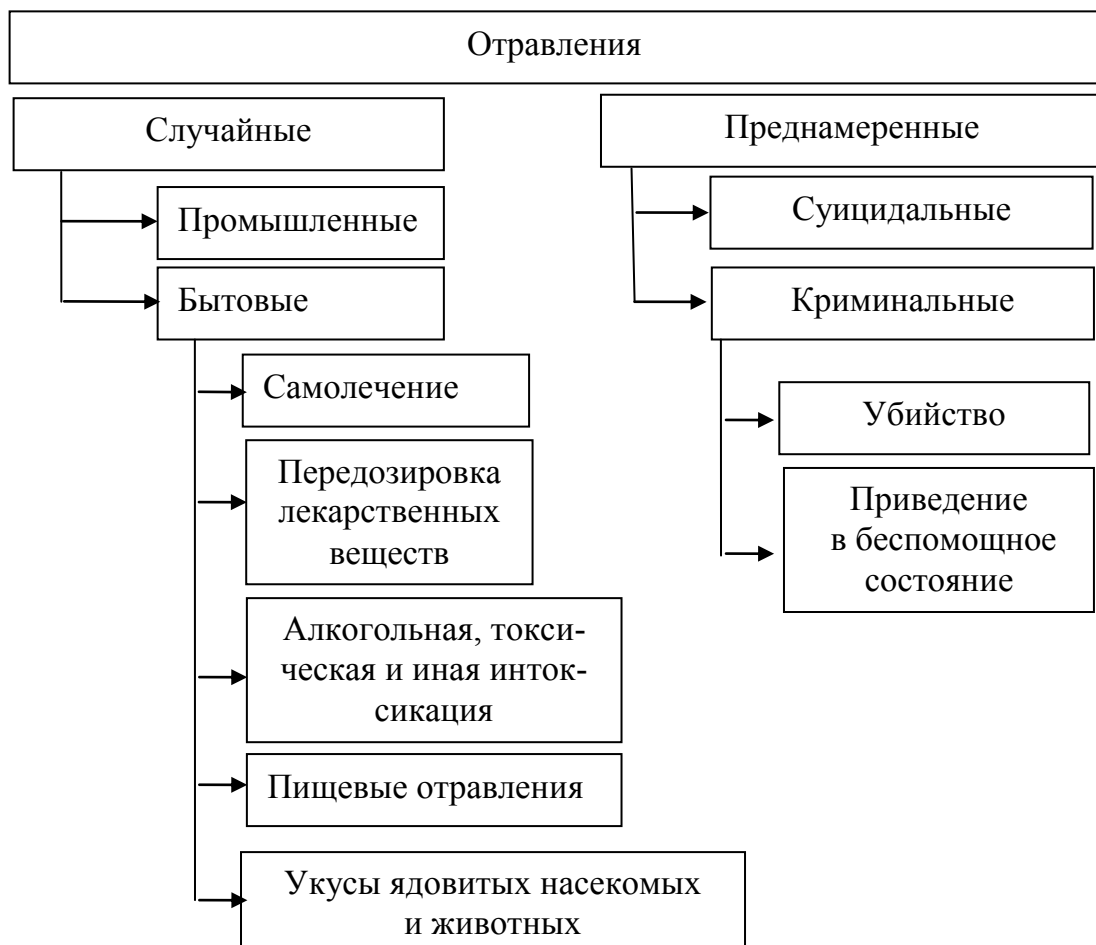 Отравления
Случайные
Преднамеренные
Промышленные
Суицидальные
Бытовые
Криминальные
Самолечение
Убийство
Передозировка
лекарственных
веществ
Приведение
в беспомощное
состояние
Алкогольная, токси-
ческая и иная инток-
сикация
Пищевые отравления
Укусы ядовитых насекомых
и животных